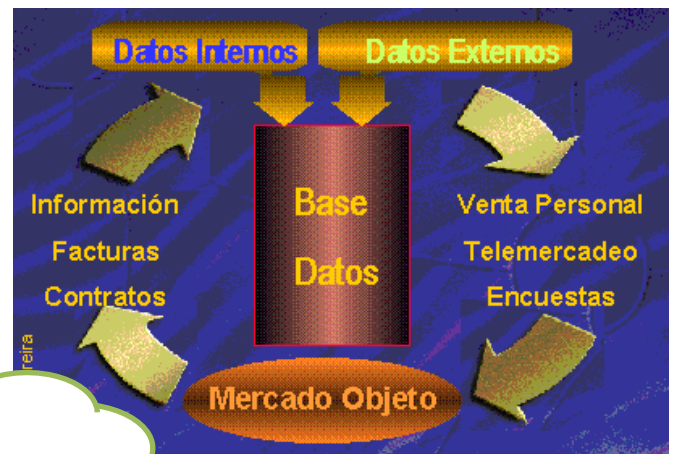 Datos Internos
Datos Externos
Base
Datos
Información
Facturas
Contratos
Venta Personal
Telemercadeo
Encuestas
Mercado Objeto